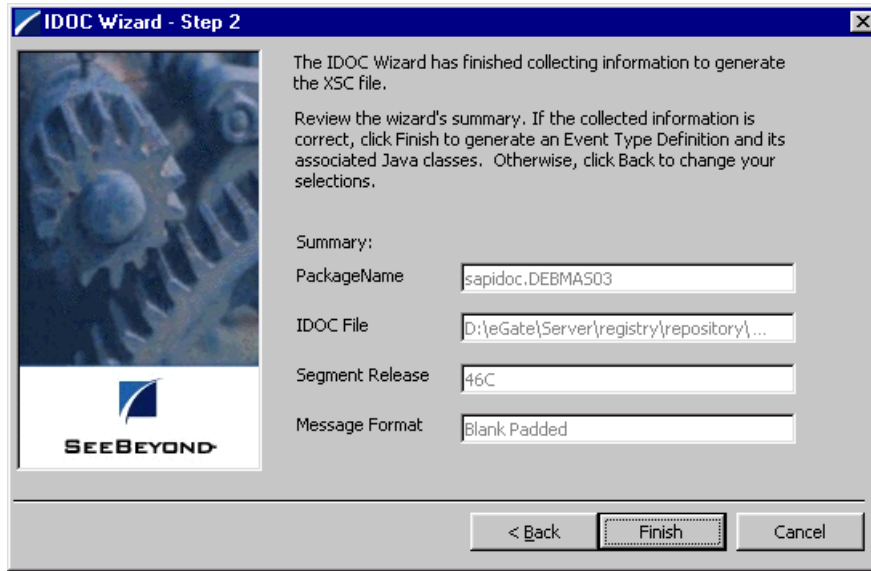 IDOC Wizard - Step 2
The IDOC Wizard has finished collecting information to generate
the XSC file.
Review the wizard's summary. If the collected information is
correct, click Finish to generate an Event Type Definition and its
associated Java classes.  Otherwise, click Back to change your
selections.
Summary:
PackageName
sapidoc.DEBMAS03
IDOC File
D:\eGate\Server\registry\repository\...
Segment Release
46C
Message Format
Blank Padded
SEEBEYOND
< Back
Finish
Cancel